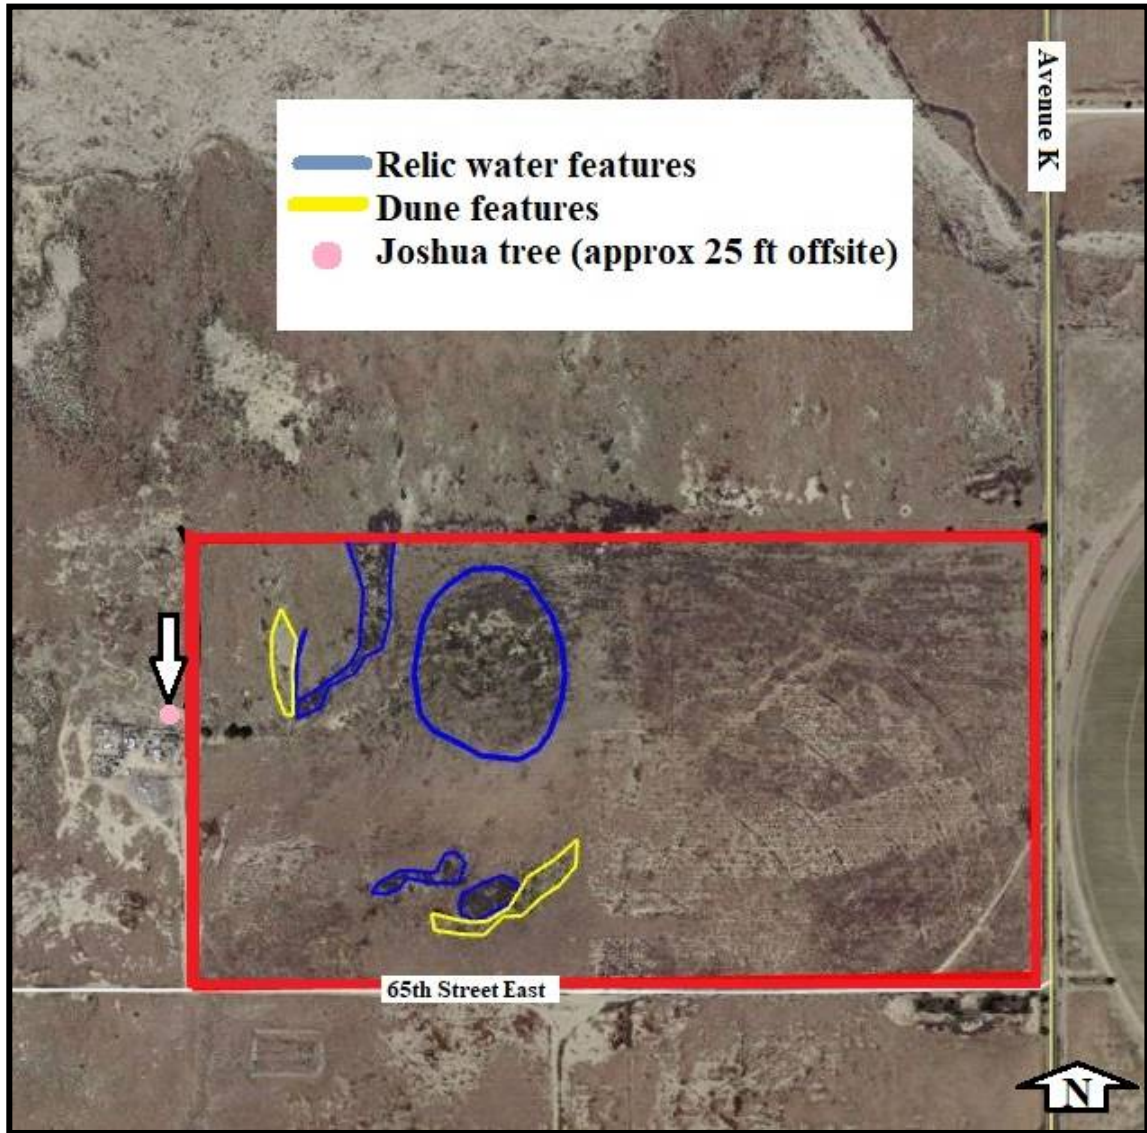 Avenue K
Relic water features
Dune features
Joshua tree (approx 25 ft offsite)
65th Street East
N